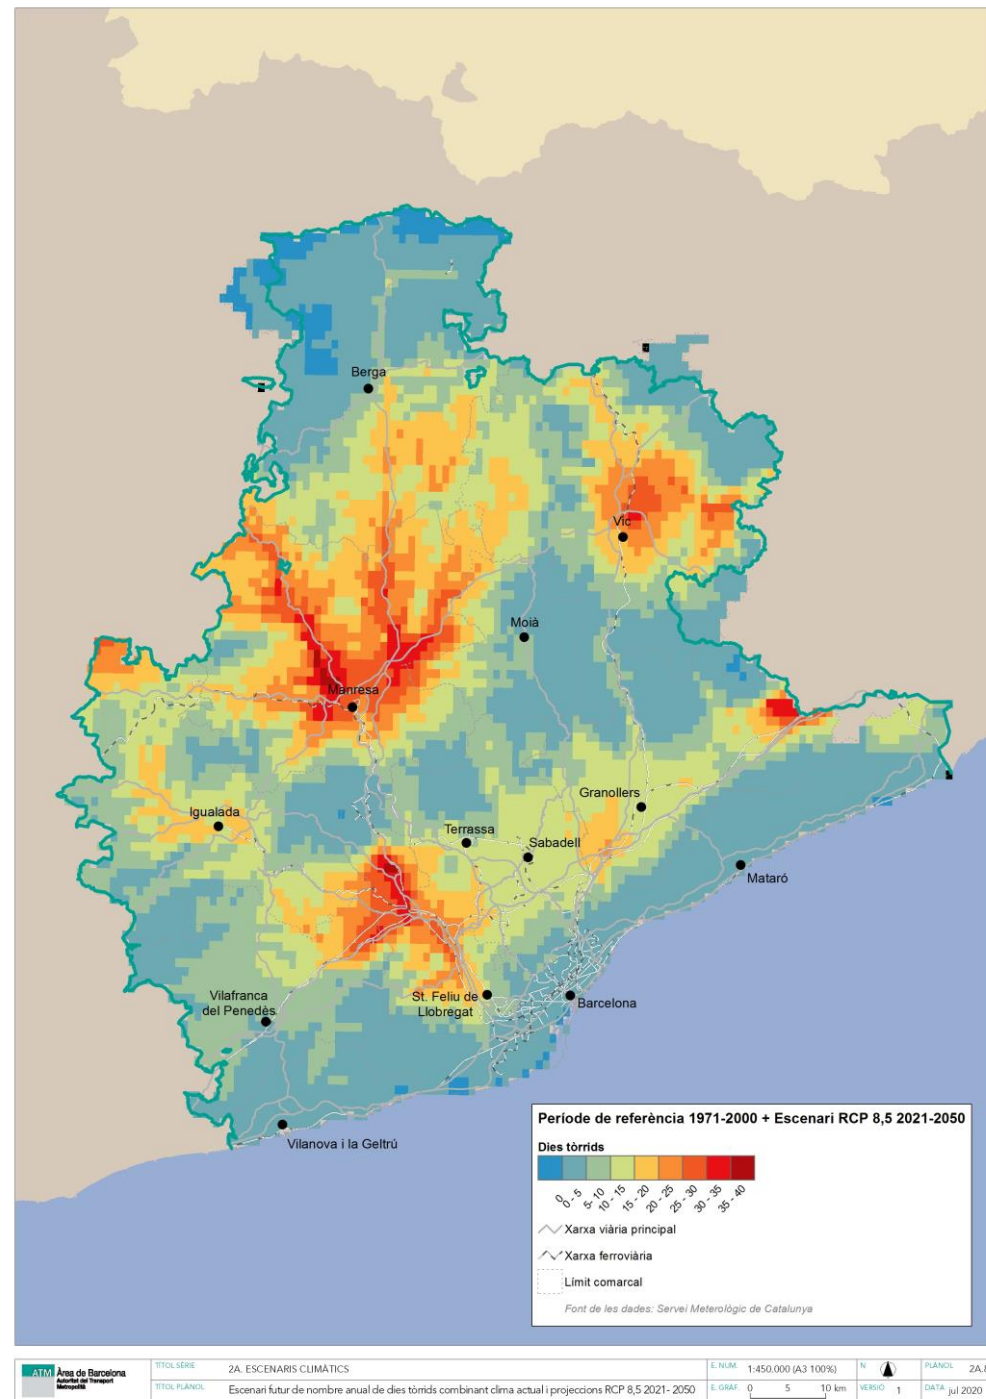 Berga
Vic
Moià
Manresa
Granollers
Igualada
Terrassa
Sabadell
Mataró
Vilafranca
del Penedès
St. Feliu de
Llobregat
Barcelona
Vilanova i la Geltrú
Període de referència 1971-2000 + Escenari RCP 8,5 2021-2050
Dies tòrrids
0
0 - 5
5- 10
10 - 15
15 - 20
20 - 25
25 - 30
30 - 35
35 - 40
Xarxa viària principal
Xarxa ferroviària
Límit comarcal
Font de les dades: Servei Meterològic de Catalunya
ATM Àrea de Barcelona
Autoritat del Transport
Metropolità
TÍTOL SÈRIE 2A. ESCENARIS CLIMÀTICS
TÍTOL PLÀNOL Escenari futur de nombre anual de dies tòrrids combinant clima actual i projeccions RCP 8,5 2021- 2050
E. NUM. 1:450.000 (A3 100%)
E. GRÀF. 0 5 10 km
N
VERSIÓ 1
PLÀNOL 2A.8
DATA jul 2020